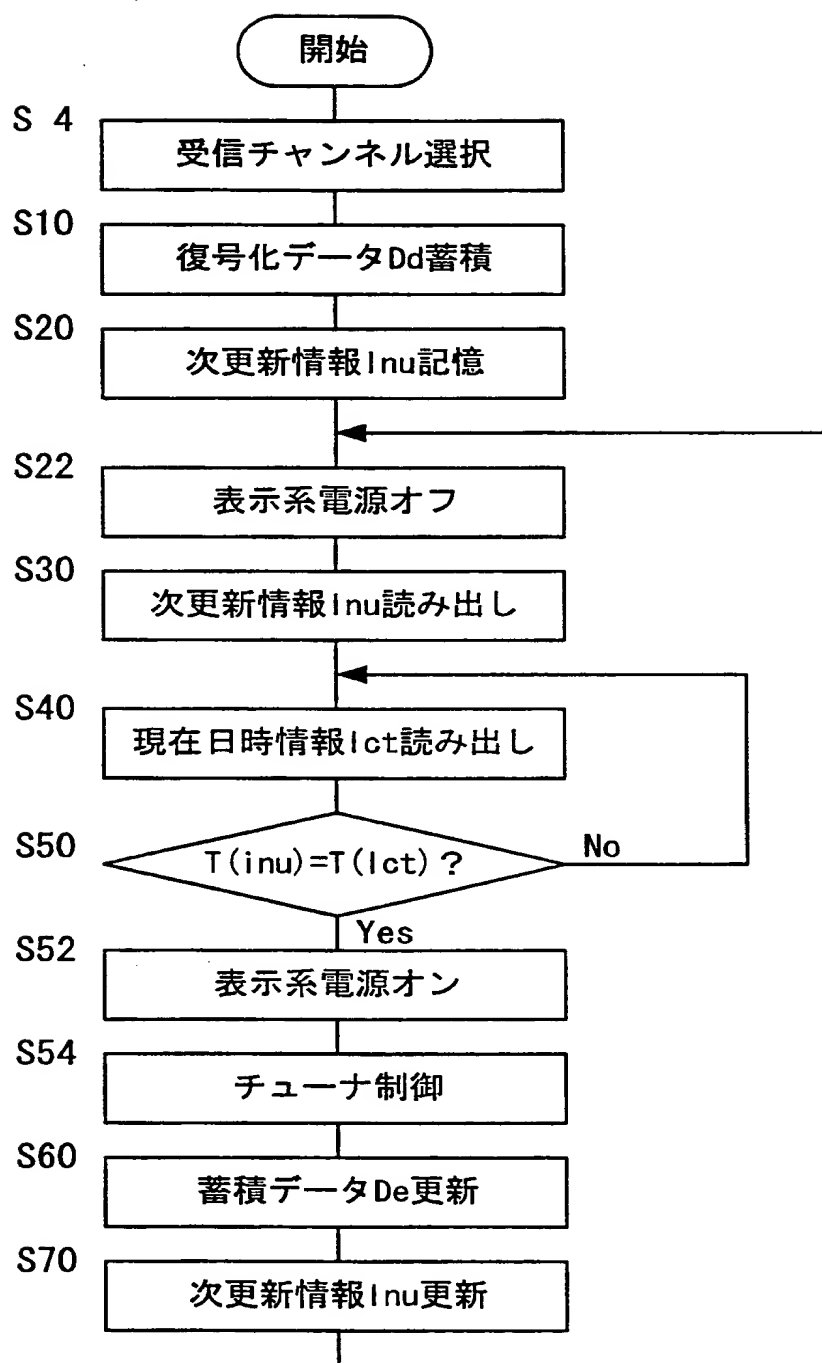 開始
S 4
受信チャンネル選択
S10
復号化データDd蓄積
S20
次更新情報Inu記憶
S22
表示系電源オフ
S30
次更新情報Inu読み出し
S40
現在日時情報Ict読み出し
S50
T(inu)=T(Ict)?
No
Yes
S52
表示系電源オン
S54
チューナ制御
S60
蓄積データDe更新
S70
次更新情報Inu更新